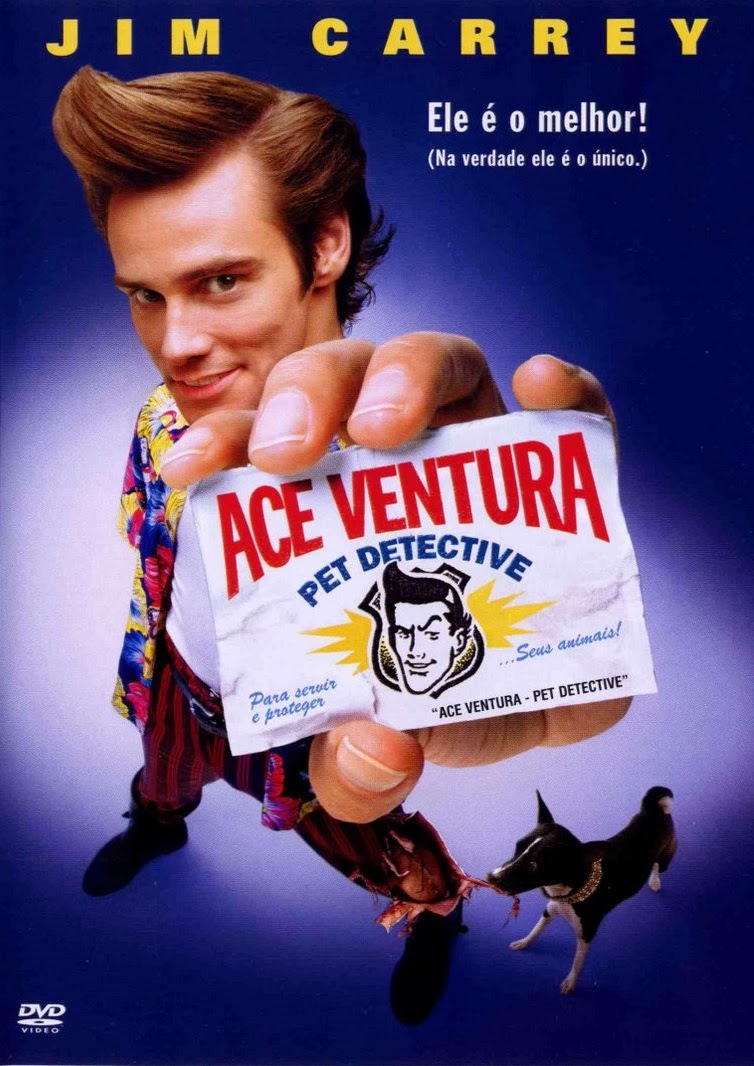 JIM CARREY
Ele é o melhor!
(Na verdade ele é o único.)
ACE VENTURA
PET DETECTIVE
...Seus animais!
Para servir
e proteger
“ACE VENTURA - PET DETECTIVE”
DVD
VIDEO